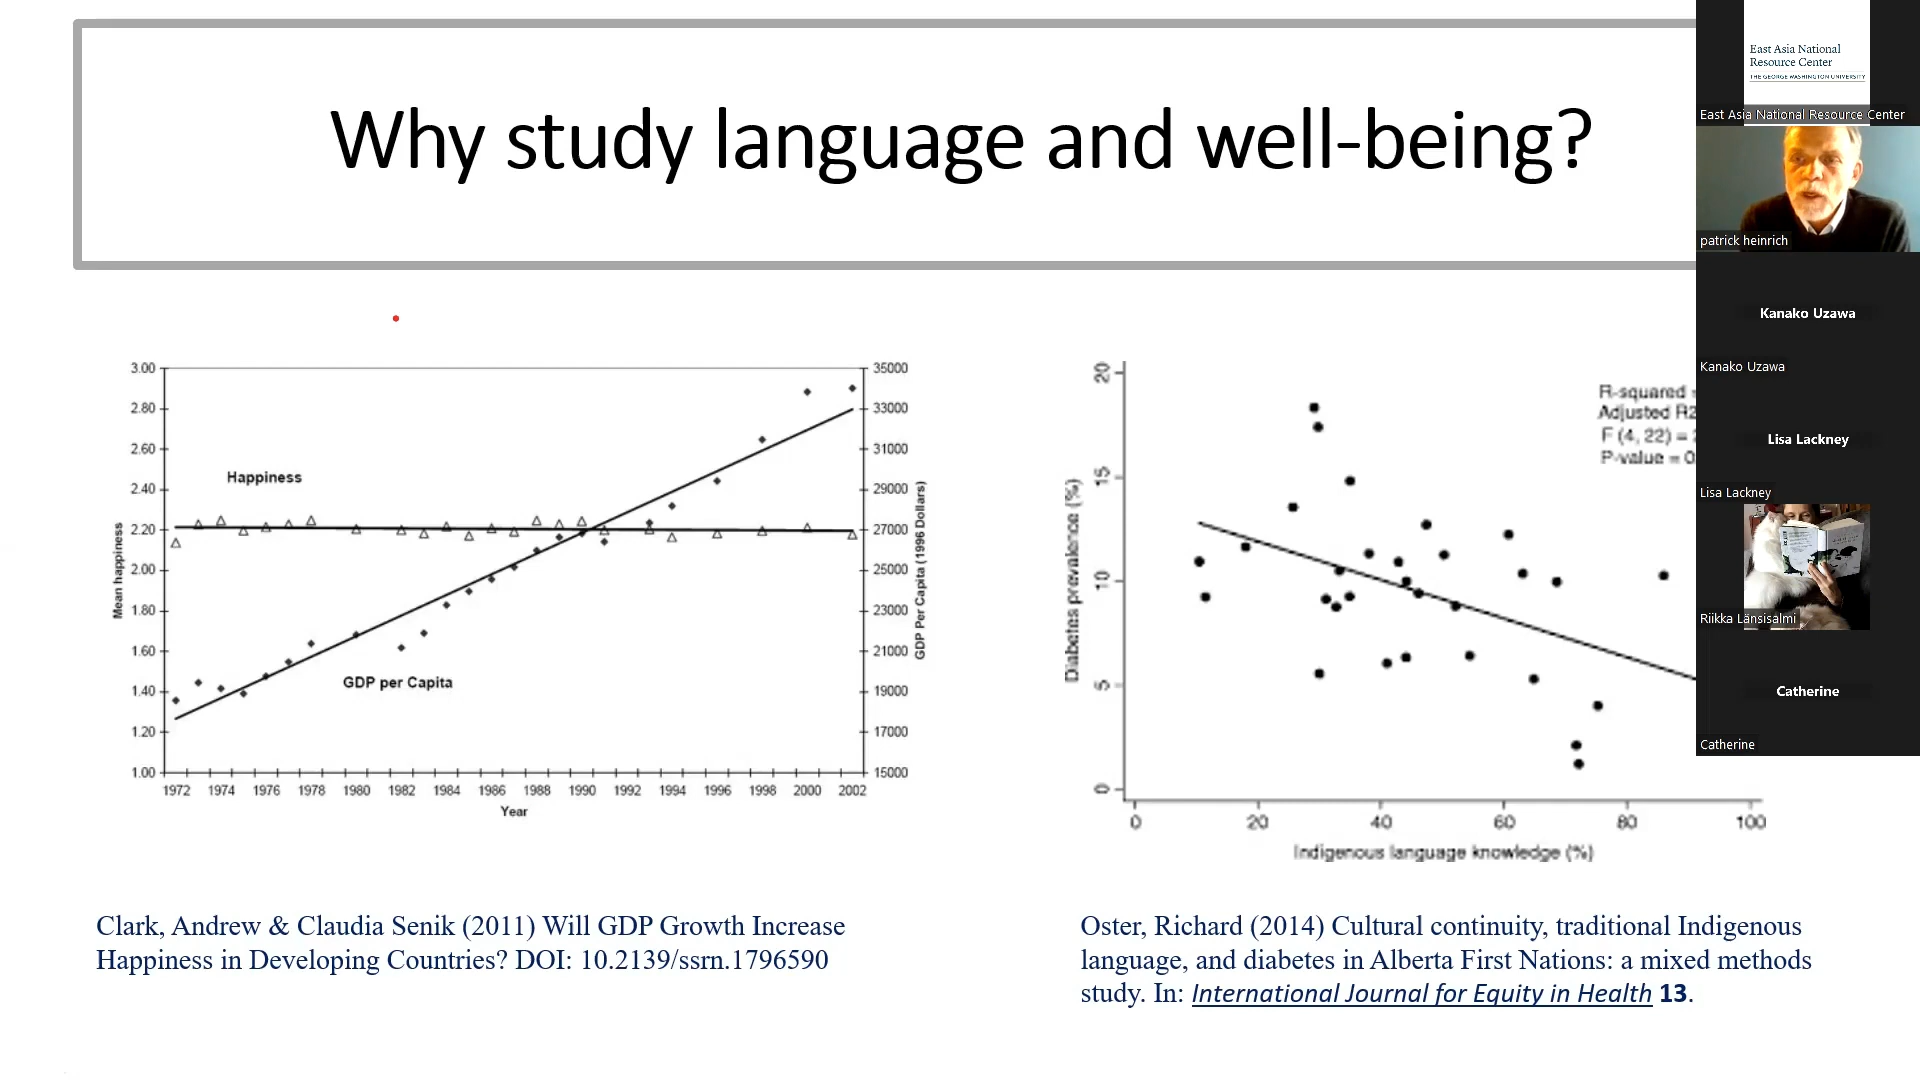 Why study language and well-being?
East Asia National
Resource Center
THE GEORGE WASHINGTON UNIVERSITY
East Asia National Resource Center
patrick heinrich
Kanako Uzawa
Kanako Uzawa
Lisa Lackney
Lisa Lackney
Riikka Länsisalmi
Catherine
Catherine
3.00
2.80
2.60
2.40
2.20
2.00
1.80
1.60
1.40
1.20
1.00
Mean happiness
Happiness
GDP per Capita
35000
33000
31000
29000
27000
25000
23000
21000
19000
17000
15000
GDP Per Capita (1996 Dollars)
1972 1974 1976 1978 1980 1982 1984 1986 1988 1990 1992 1994 1996 1998 2000 2002
Year
20
15
10
5
0
Diabetes prevalence (%)
R-squared =
Adjusted R2
F (4, 22) =
P-value = 0
0 20 40 60 80 100
Indigenous language knowledge (%)
Clark, Andrew & Claudia Senik (2011) Will GDP Growth Increase
Happiness in Developing Countries? DOI: 10.2139/ssrn.1796590
Oster, Richard (2014) Cultural continuity, traditional Indigenous
language, and diabetes in Alberta First Nations: a mixed methods
study. In: International Journal for Equity in Health 13.